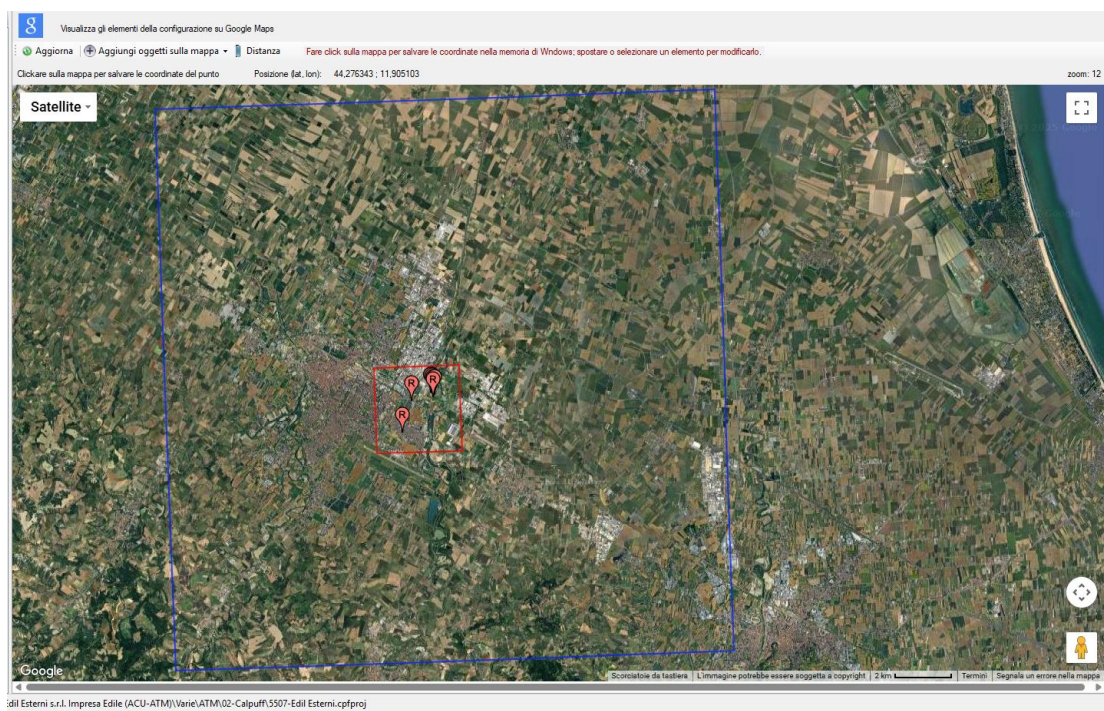 g Visualizza gli elementi della configurazione su Google Maps
Aggiorna Aggiungi oggetti sulla mappa Distanza Fare click sulla mappa per salvare le coordinate nella memoria di Wndows; spostare o selezionare un elemento per modificarlo.
Clickare sulla mappa per salvare le coordinate del punto Posizione (lat, lon): 44,276343 ; 11,905103 zoom: 12
Satellite
R R
R
Google
Scorciatoie da tastiera L'immagine potrebbe essere soggetta a copyright 2 km Termini Segnala un errore nella mappa
Edil Esterni s.r.l. Impresa Edile (ACU-ATM)\Varie\ATM\02-Calpuff\5507-Edil Esterni.cpfproj